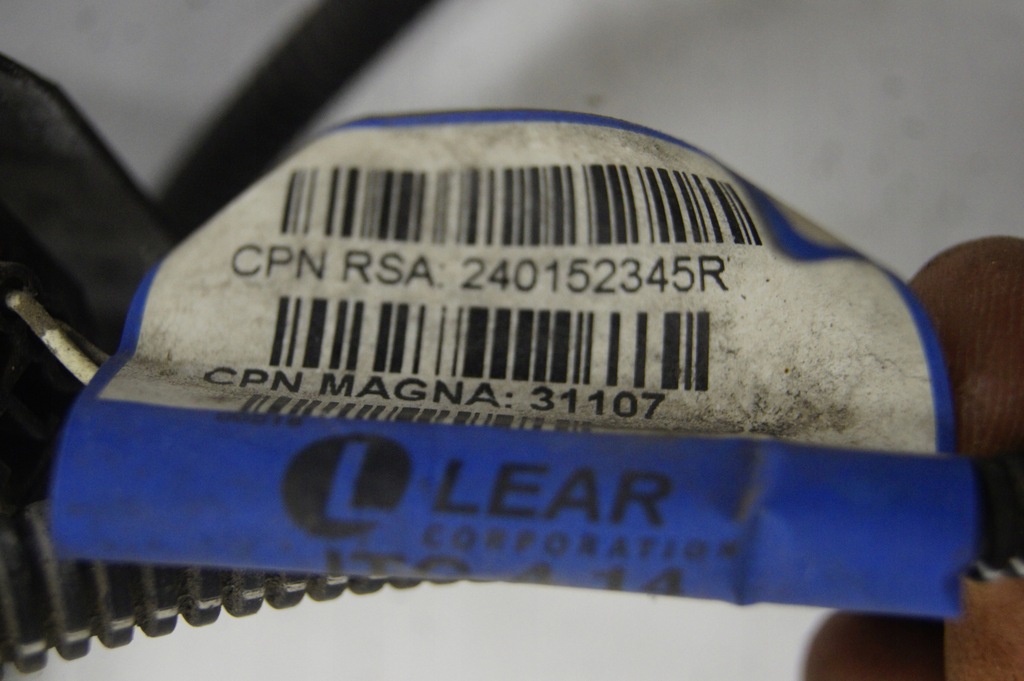 CPN RSA: 240152345R
CPN MAGNA: 31107
L LEAR
CORPORATION